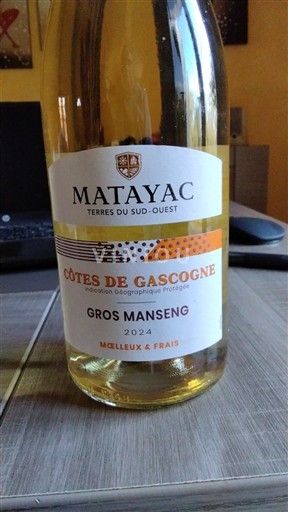 MATAYAC
TERRES DU SUD-OUEST
CÔTES DE GASCOGNE
Indication Géographique Protégée
GROS MANSENG
2024
MŒLLEUX & FRAIS